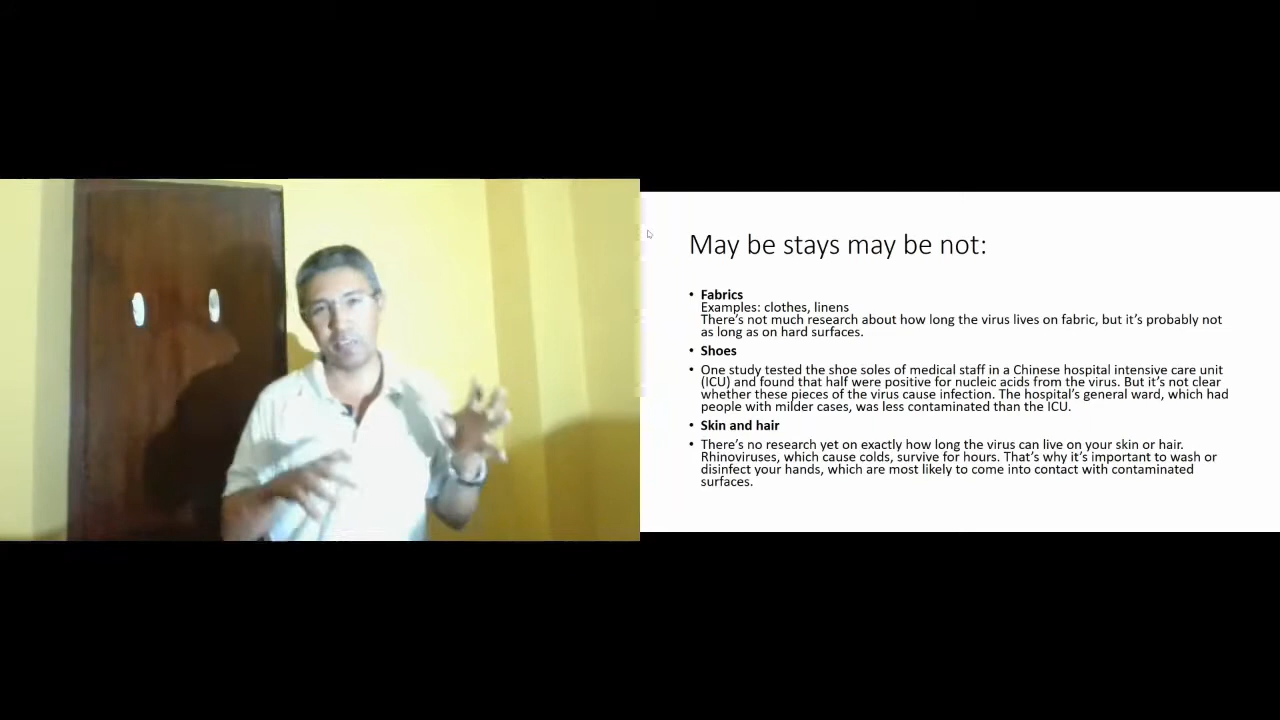 May be stays may be not:
• Fabrics
Examples: clothes, linens
There's not much research about how long the virus lives on fabric, but it's probably not
as long as on hard surfaces.
• Shoes
• One study tested the shoe soles of medical staff in a Chinese hospital intensive care unit
(ICU) and found that half were positive for nucleic acids from the virus. But it's not clear
whether these pieces of the virus cause infection. The hospital's general ward, which had
people with milder cases, was less contaminated than the ICU.
• Skin and hair
• There's no research yet on exactly how long the virus can live on your skin or hair.
Rhinoviruses, which cause colds, survive for hours. That's why it's important to wash or
disinfect your hands, which are most likely to come into contact with contaminated
surfaces.